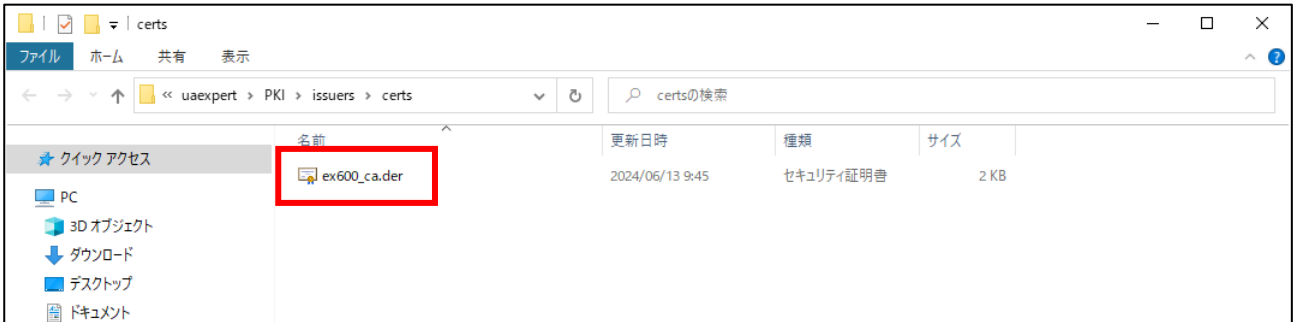 certs
ファイル ホーム 共有 表示
« uaexpert › PKI › issuers › certs certsの検索
名前 更新日時 種類 サイズ
クイック アクセス
ex600_ca.der 2024/06/13 9:45 セキュリティ証明書 2 KB
PC
3D オブジェクト
ダウンロード
デスクトップ
ドキュメント